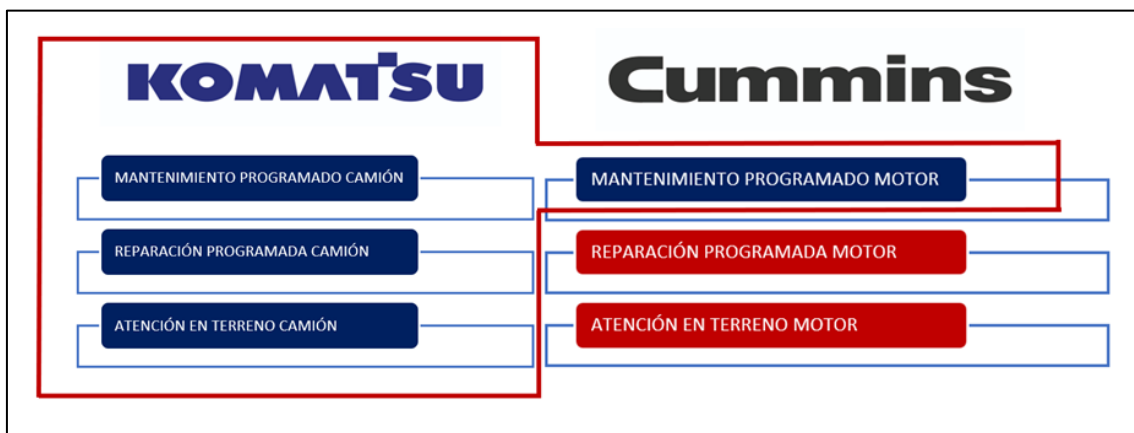 KOMATSU
Cummins
MANTENIMIENTO PROGRAMADO CAMIÓN
MANTENIMIENTO PROGRAMADO MOTOR
REPARACIÓN PROGRAMADA CAMIÓN
REPARACIÓN PROGRAMADA MOTOR
ATENCIÓN EN TERRENO CAMIÓN
ATENCIÓN EN TERRENO MOTOR